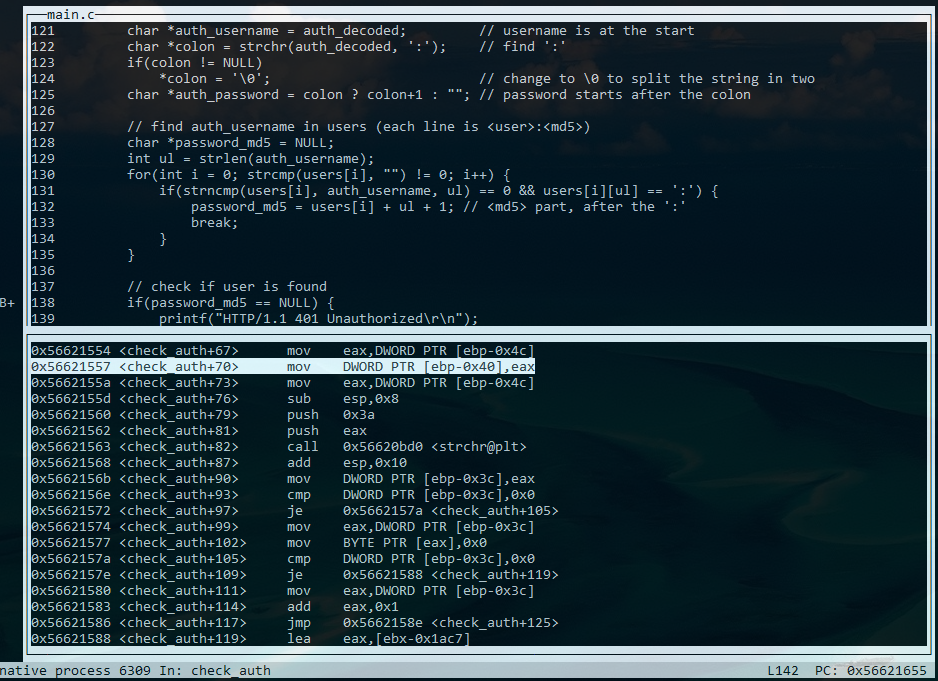 main.c
121 char *auth_username = auth_decoded; // username is at the start
122 char *colon = strchr(auth_decoded, ':'); // find ':'
123 if(colon != NULL)
124 *colon = '\0'; // change to \0 to split the string in two
125 char *auth_password = colon ? colon+1 : ""; // password starts after the colon
126
127 // find auth_username in users (each line is <user>:<md5>)
128 char *password_md5 = NULL;
129 int ul = strlen(auth_username);
130 for(int i = 0; strcmp(users[i], "") != 0; i++) {
131 if(strncmp(users[i], auth_username, ul) == 0 && users[i][ul] == ':') {
132 password_md5 = users[i] + ul + 1; // <md5> part, after the ':'
133 break;
134 }
135 }
136
137 // check if user is found
B+ 138 if(password_md5 == NULL) {
139 printf("HTTP/1.1 401 Unauthorized\r\n");
0x56621554 <check_auth+67> mov eax,DWORD PTR [ebp-0x4c]
0x56621557 <check_auth+70> mov DWORD PTR [ebp-0x40],eax
0x5662155a <check_auth+73> mov eax,DWORD PTR [ebp-0x4c]
0x5662155d <check_auth+76> sub esp,0x8
0x56621560 <check_auth+79> push 0x3a
0x56621562 <check_auth+81> push eax
0x56621563 <check_auth+82> call 0x56620bd0 <strchr@plt>
0x56621568 <check_auth+87> add esp,0x10
0x5662156b <check_auth+90> mov DWORD PTR [ebp-0x3c],eax
0x5662156e <check_auth+93> cmp DWORD PTR [ebp-0x3c],0x0
0x56621572 <check_auth+97> je 0x5662157a <check_auth+105>
0x56621574 <check_auth+99> mov eax,DWORD PTR [ebp-0x3c]
0x56621577 <check_auth+102> mov BYTE PTR [eax],0x0
0x5662157a <check_auth+105> cmp DWORD PTR [ebp-0x3c],0x0
0x5662157e <check_auth+109> je 0x56621588 <check_auth+119>
0x56621580 <check_auth+111> mov eax,DWORD PTR [ebp-0x3c]
0x56621583 <check_auth+114> add eax,0x1
0x56621586 <check_auth+117> jmp 0x5662158e <check_auth+125>
0x56621588 <check_auth+119> lea eax,[ebx-0x1ac7]
native process 6309 In: check_auth L142 PC: 0x56621655